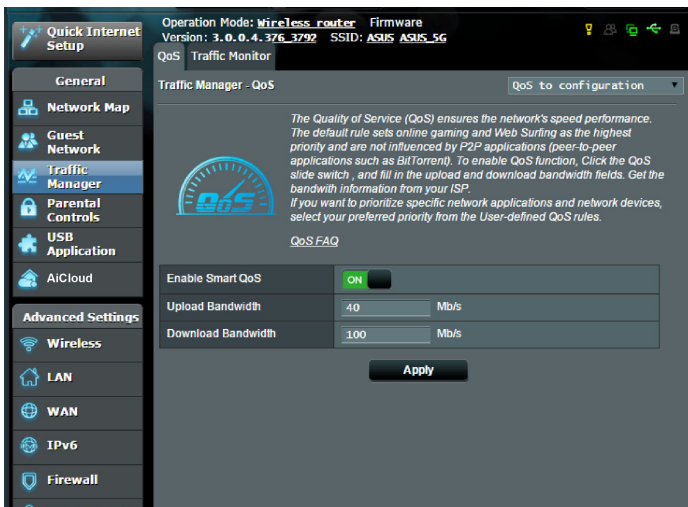 Quick Internet
Setup
Operation Mode: Wireless router Firmware
Version: 3.0.0.4.376_3792 SSID: ASUS ASUS_5G
QoS Traffic Monitor
General
Network Map
Guest
Network
Traffic
Manager
Parental
Controls
USB
Application
AiCloud
Advanced Settings
Wireless
LAN
WAN
IPv6
Firewall
Traffic Manager - QoS
QoS to configuration
QoS
The Quality of Service (QoS) ensures the network's speed performance.
The default rule sets online gaming and Web Surfing as the highest
priority and are not influenced by P2P applications (peer-to-peer
applications such as BitTorrent). To enable QoS function, Click the QoS
slide switch , and fill in the upload and download bandwidth fields. Get the
bandwith information from your ISP.
If you want to prioritize specific network applications and network devices,
select your preferred priority from the User-defined QoS rules.
QoS FAQ
Enable Smart QoS ON
Upload Bandwidth 40 Mb/s
Download Bandwidth 100 Mb/s
Apply